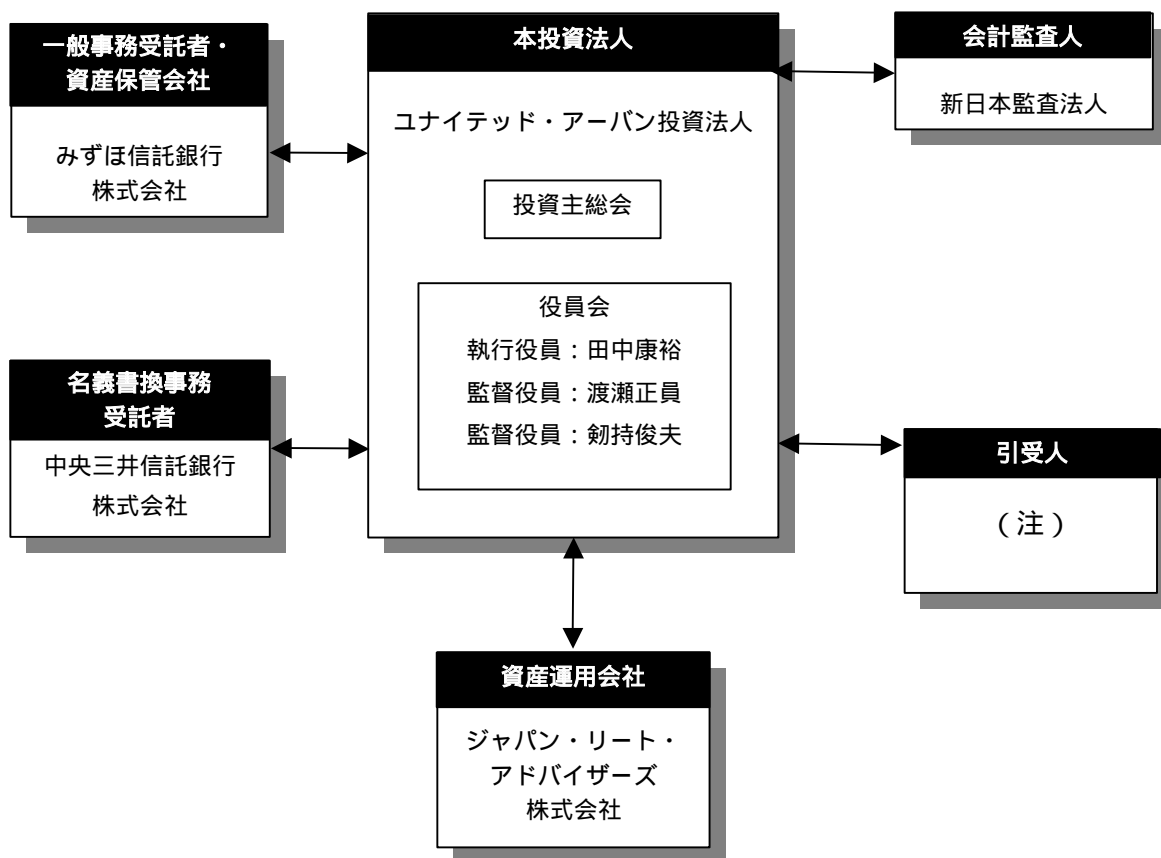 一般事務受託者・
資産保管会社
みずほ信託銀行
株式会社
本投資法人
ユナイテッド・アーバン投資法人
投資主総会
役員会
執行役員：田中康裕
監督役員：渡瀬正員
監督役員：剱持俊夫
会計監査人
新日本監査法人
名義書換事務
受託者
中央三井信託銀行
株式会社
引受人
（注）
資産運用会社
ジャパン・リート・
アドバイザーズ
株式会社